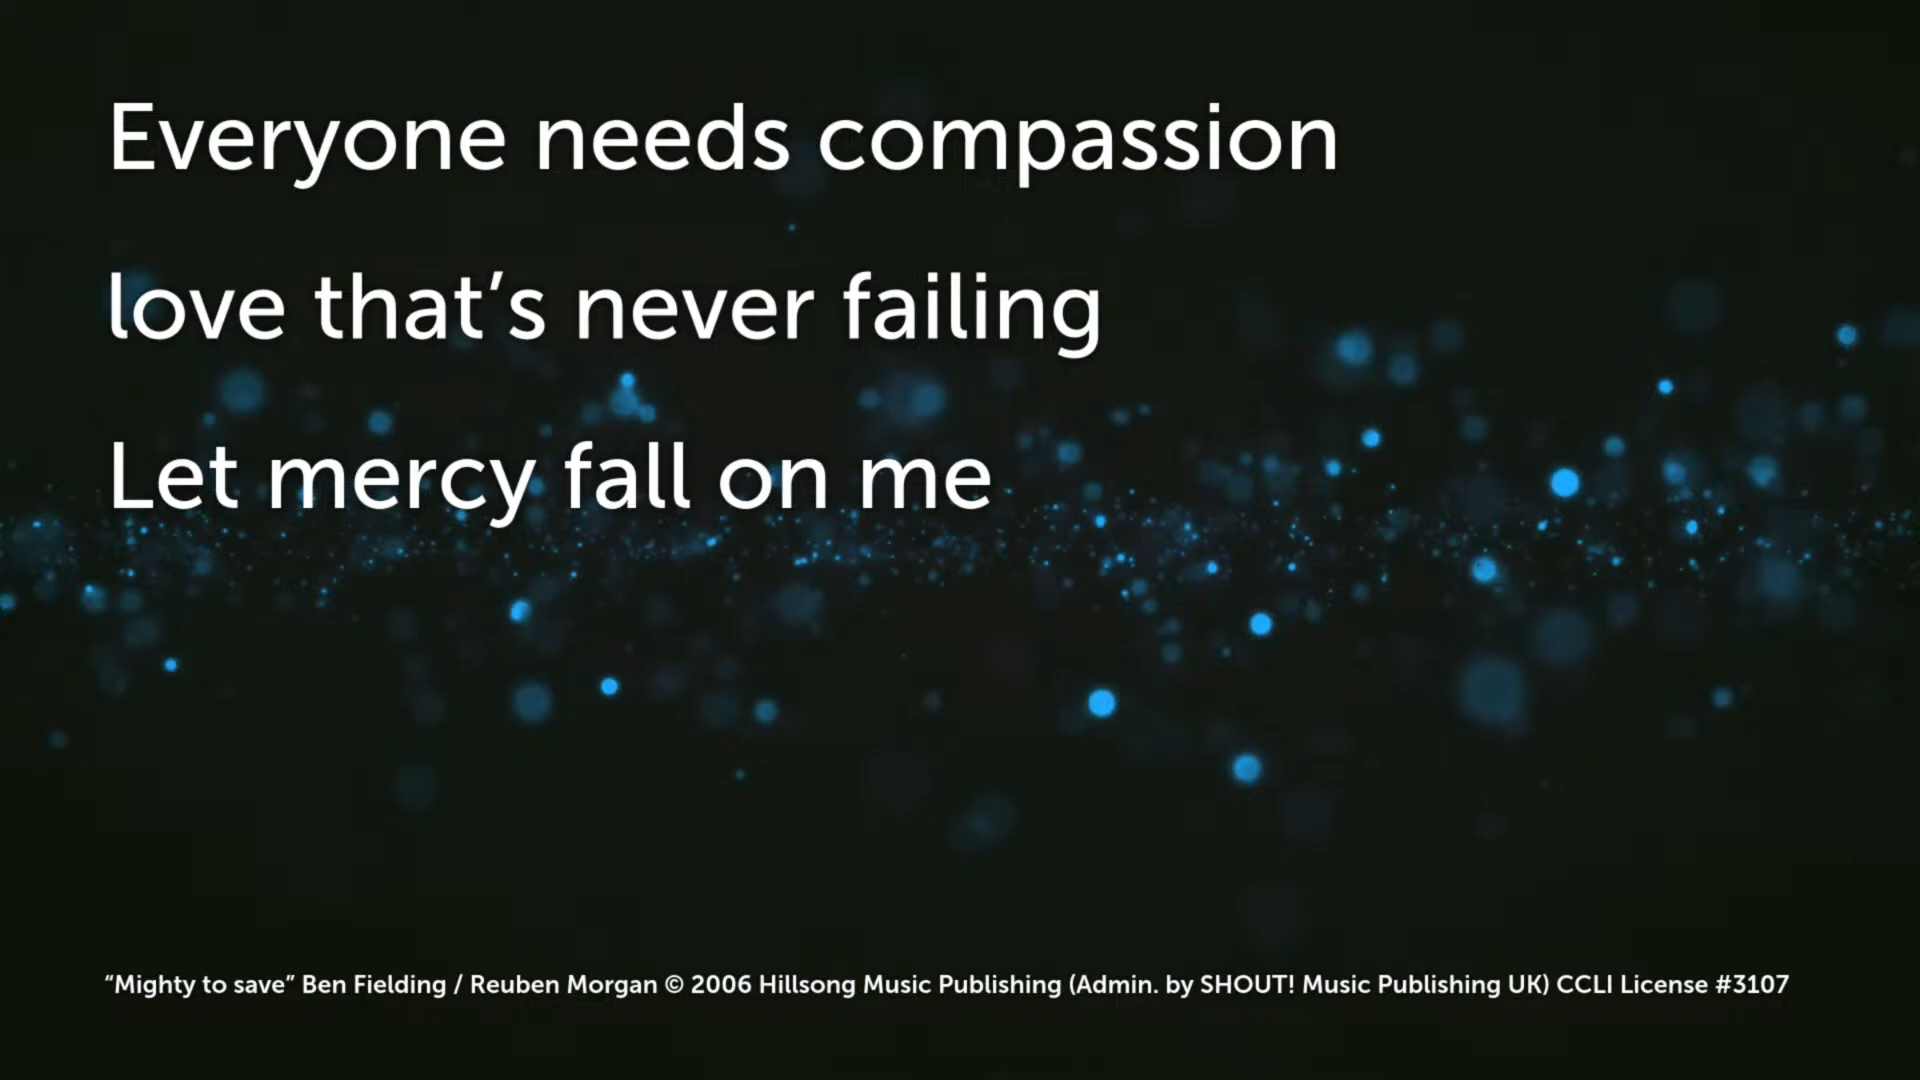 Everyone needs compassion
love that’s never failing
Let mercy fall on me
“Mighty to save” Ben Fielding / Reuben Morgan © 2006 Hillsong Music Publishing (Admin. by SHOUT! Music Publishing UK) CCLI License #3107